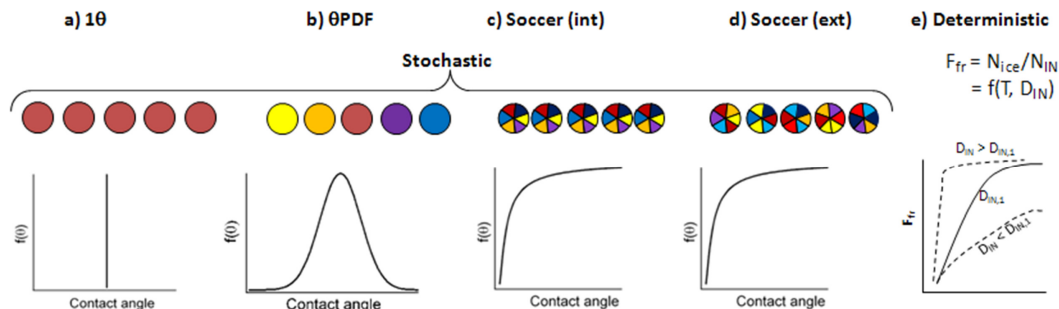 a) 1θ
b) θPDF
c) Soccer (int)
d) Soccer (ext)
e) Deterministic
Stochastic
F_fr = N_ice/N_IN
= f(T, D_IN)
f(θ)
Contact angle
f(θ)
Contact angle
f(θ)
Contact angle
f(θ)
Contact angle
F_fr
D_IN > D_IN,1
D_IN,1
D_IN < D_IN,1